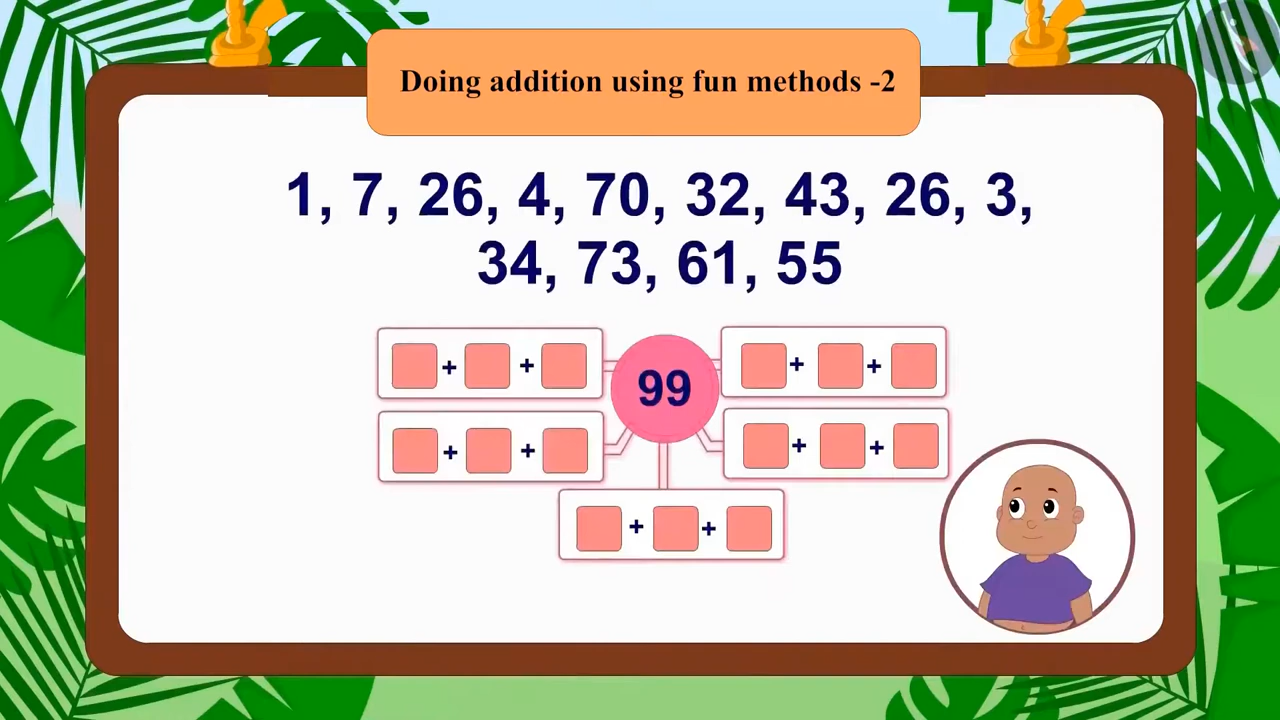 Doing addition using fun methods -2
1, 7, 26, 4, 70, 32, 43, 26, 3,
34, 73, 61, 55
+ + + +
99
+ + + +
+ +